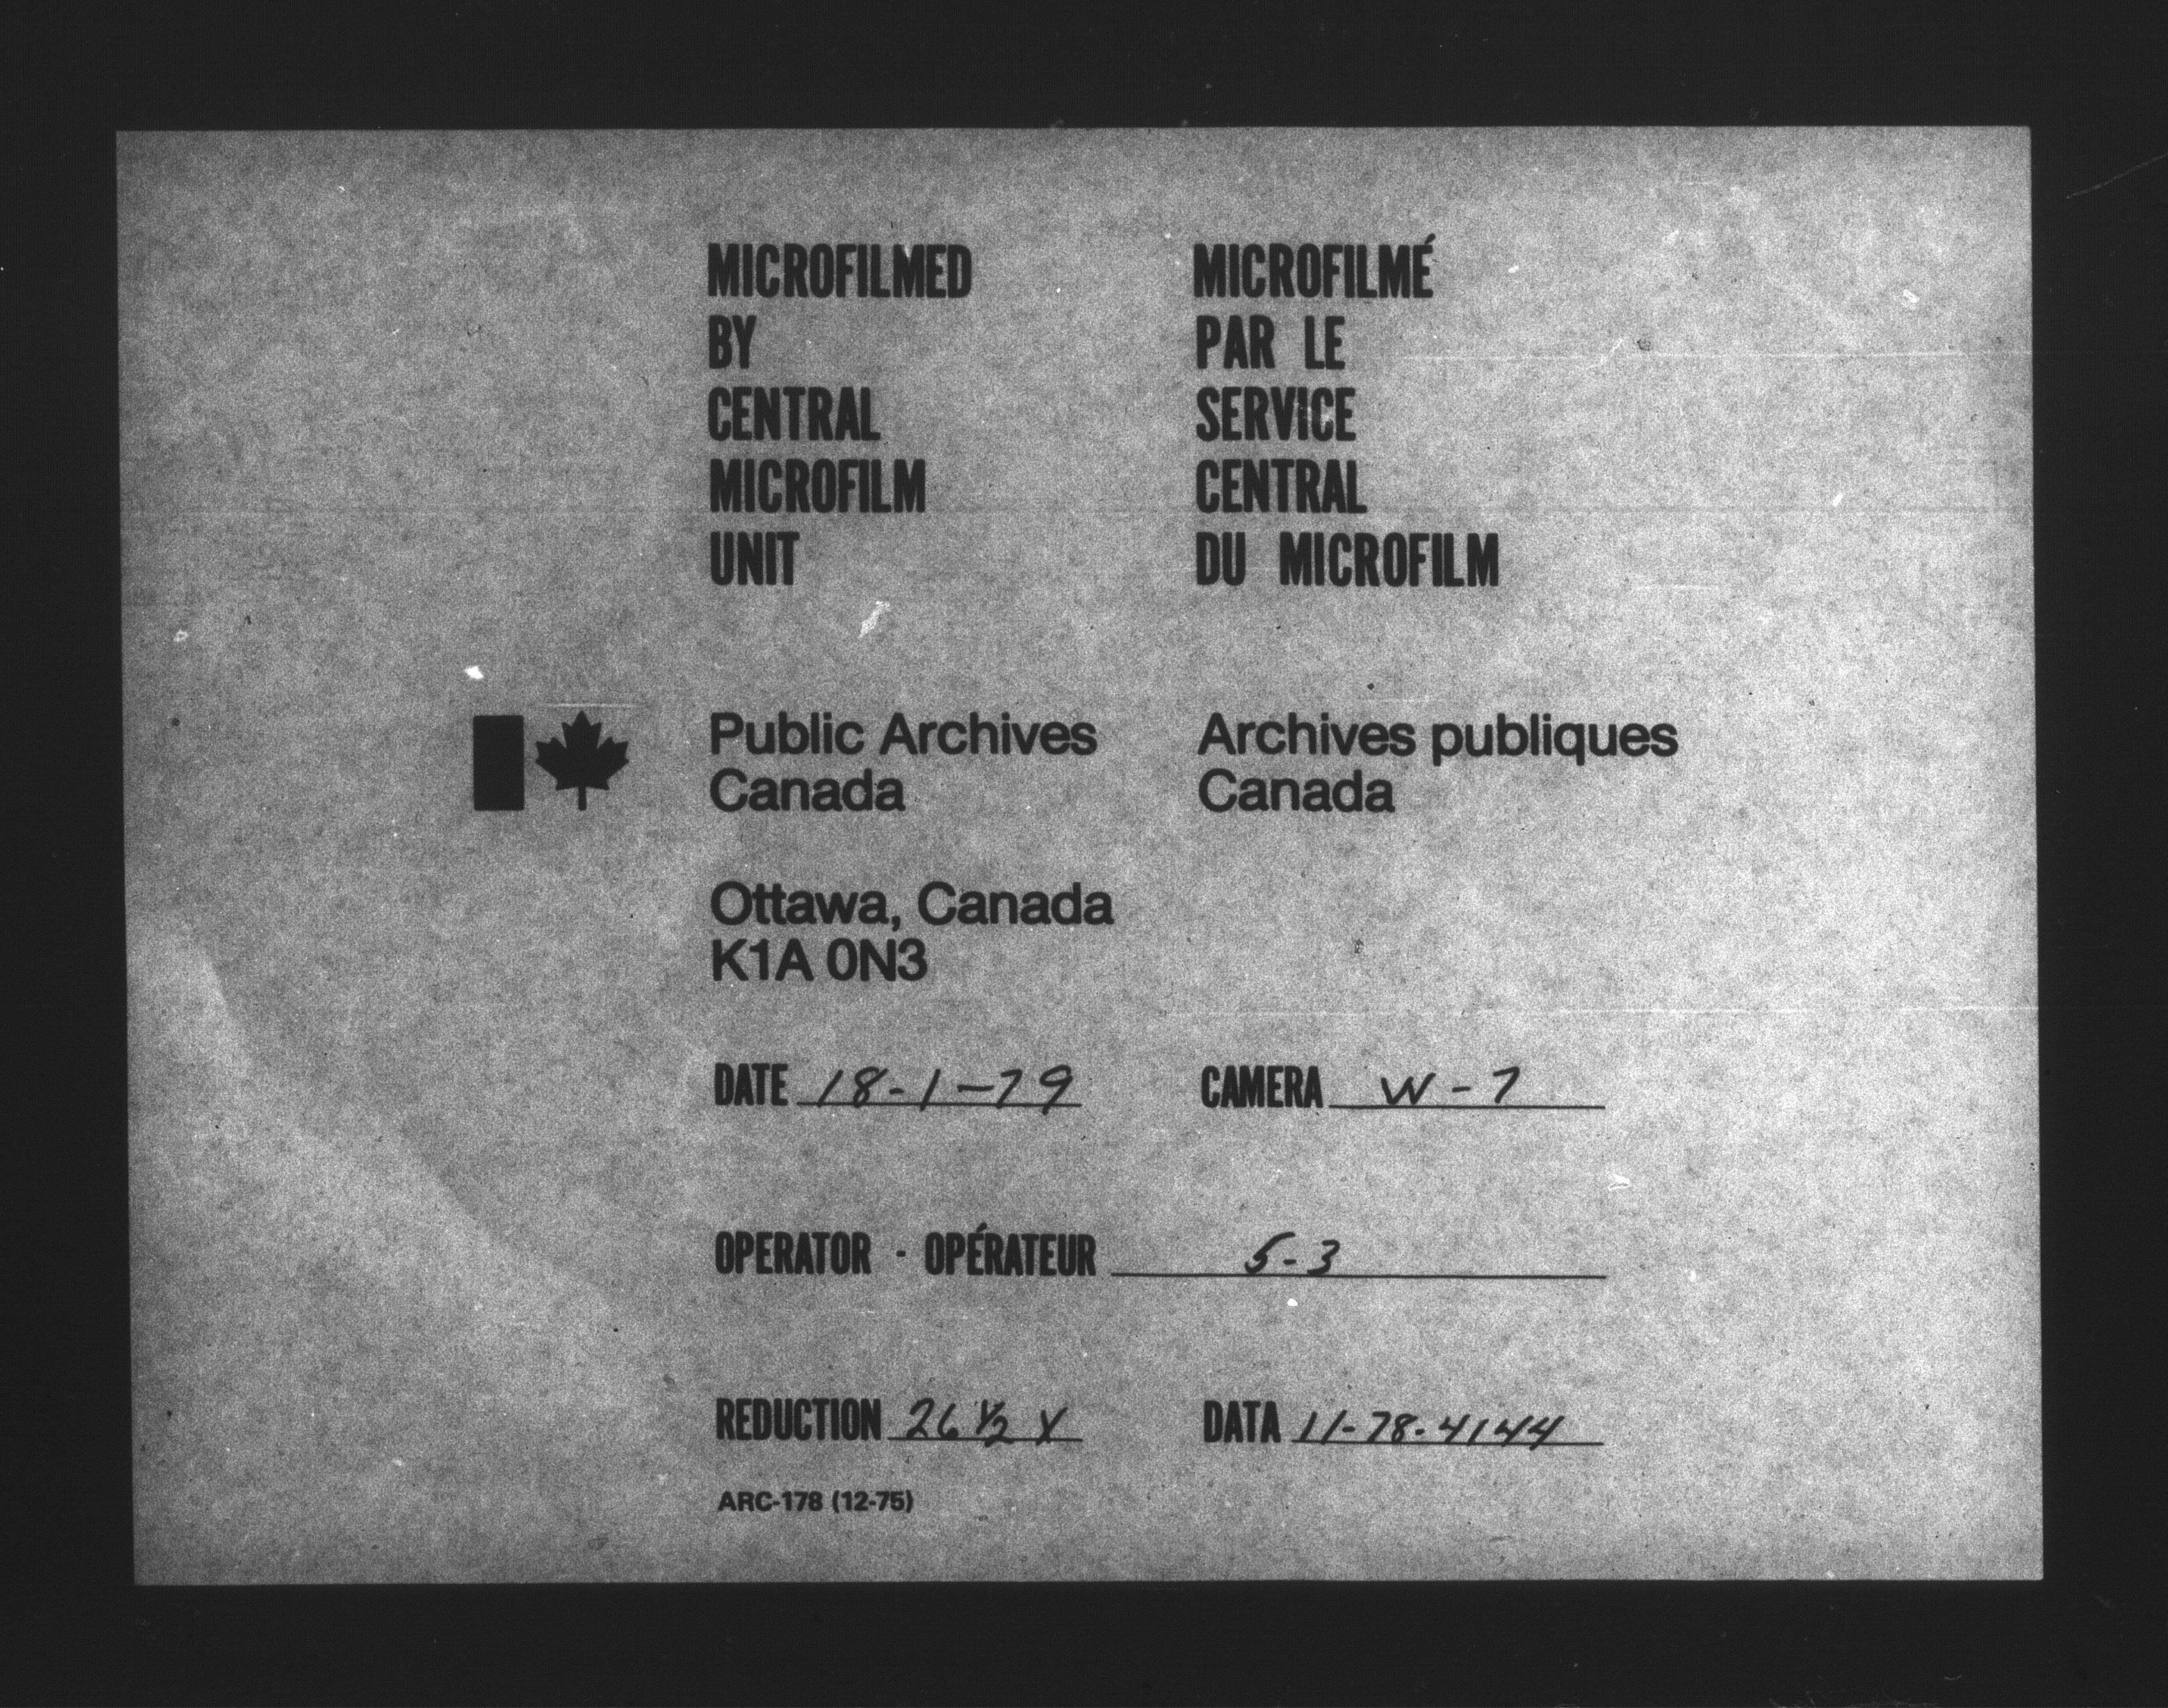 MICROFILMED
BY
CENTRAL
MICROFILM
UNIT
MICROFILMÉ
PAR LE
SERVICE
CENTRAL
DU MICROFILM
Public Archives
Canada
Archives publiques
Canada
Ottawa, Canada
K1A 0N3
DATE 18-1-79
CAMERA W-7
OPERATOR - OPÉRATEUR 5-3
REDUCTION 26 ½ X
DATA 11-78-4144
ARC-178 (12-75)